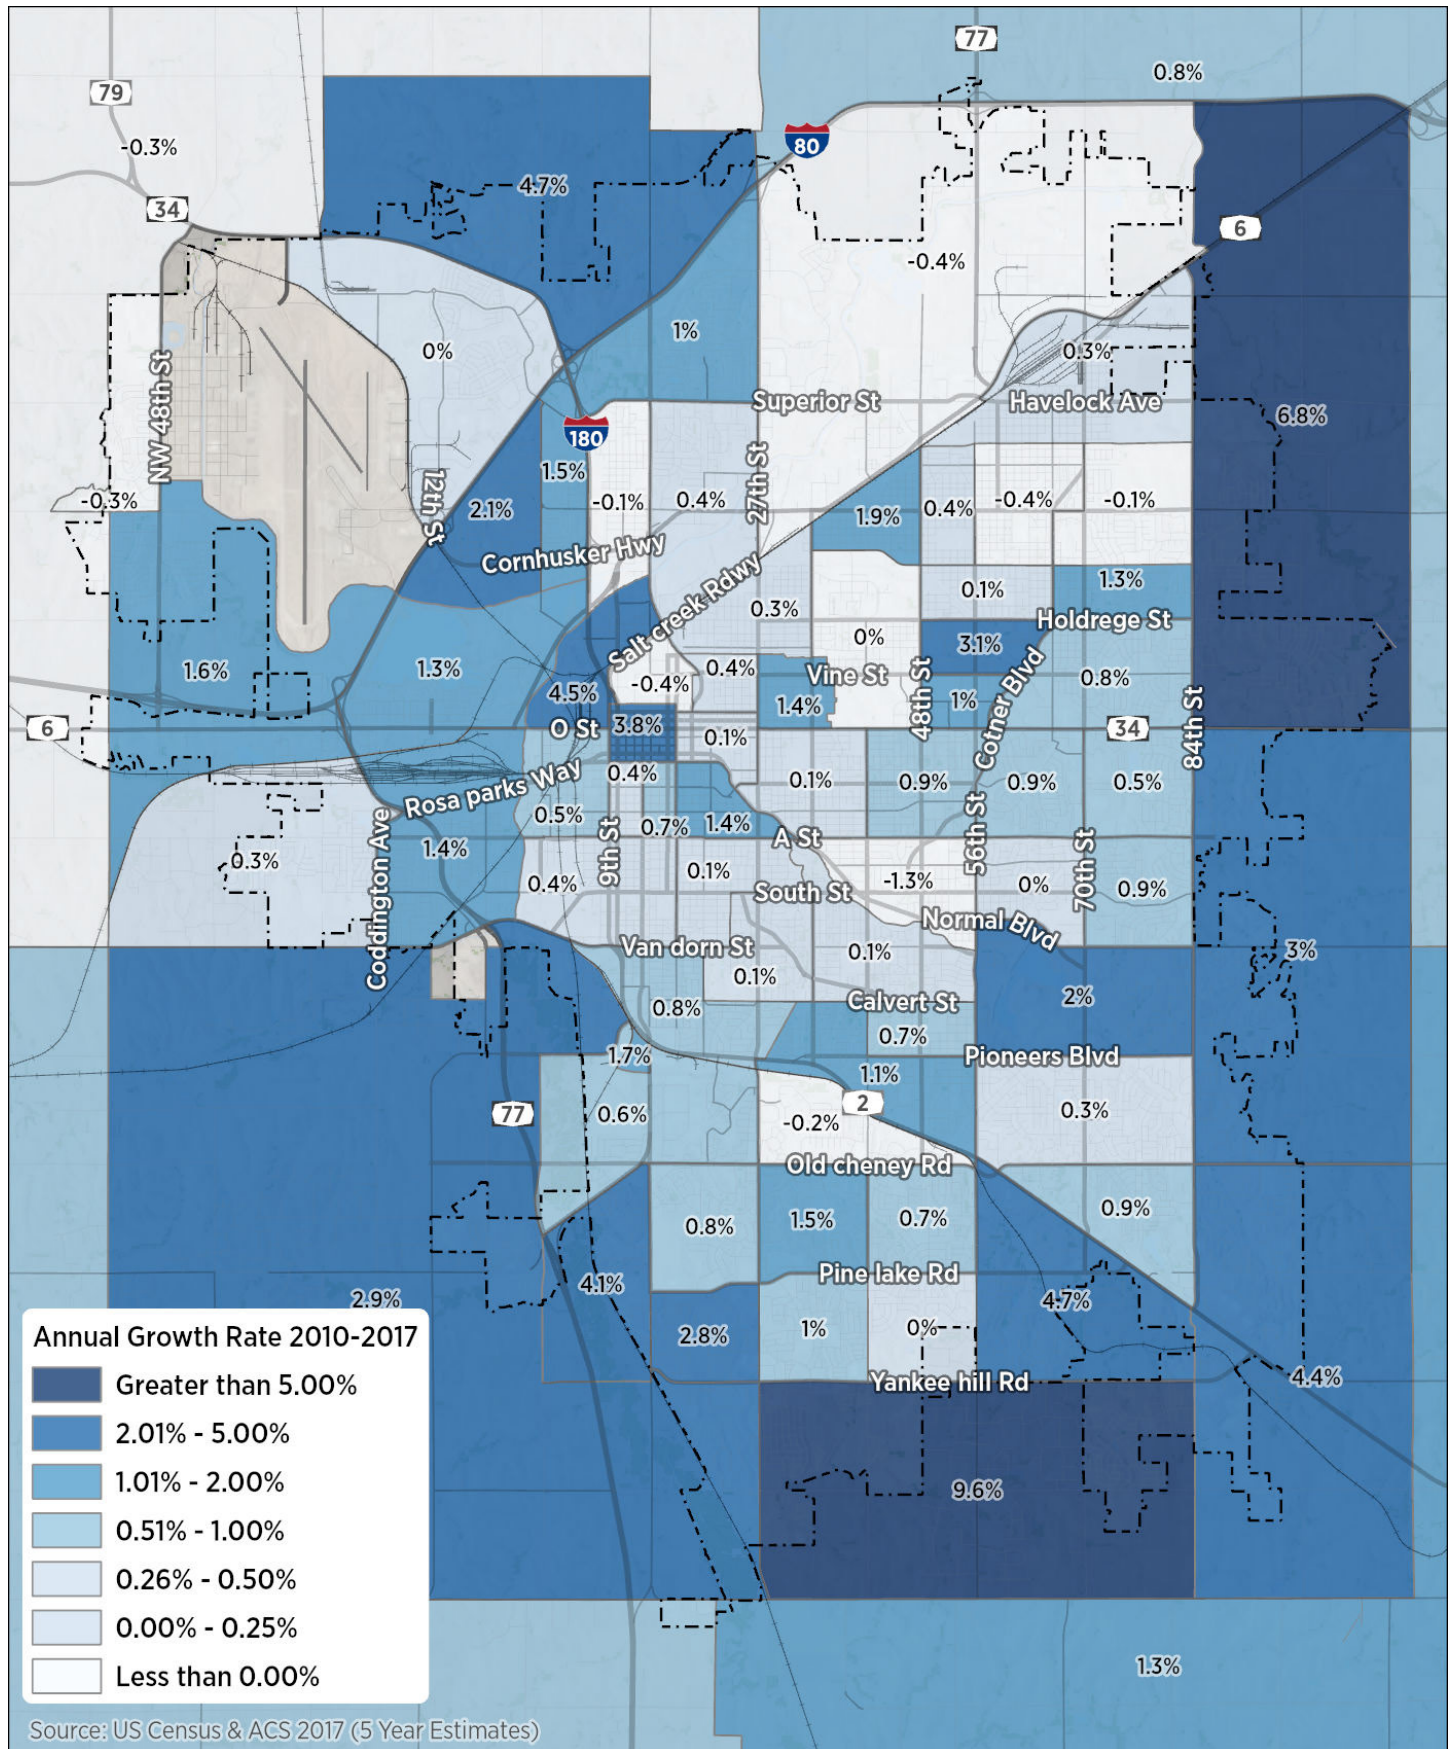 77
0.8%
79
80
-0.3%
4.7%
34
6
-0.4%
1%
0%
0.3%
NW 48th St
Superior St
Havelock Ave
6.8%
180
1.5%
12th St
27th St
-0.3%
2.1%
-0.1%
0.4%
1.9%
0.4%
-0.4%
-0.1%
Cornhusker Hwy
Salt creek Rdwy
0.1%
1.3%
0.3%
Holdrege St
0%
3.1%
1.6%
1.3%
0.4%
Vine St
48th St
Cotner Blvd
0.8%
-0.4%
4.5%
1.4%
1%
84th St
6
O St
3.8%
0.1%
34
Rosa parks Way
0.4%
0.1%
0.9%
0.9%
0.5%
0.5%
0.7%
1.4%
A St
56th St
70th St
Coddington Ave
9th St
1.4%
0.3%
0.4%
0.1%
South St
-1.3%
0%
0.9%
Normal Blvd
Van dorn St
0.1%
3%
0.1%
2%
0.8%
Calvert St
0.7%
1.7%
Pioneers Blvd
1.1%
77
0.6%
-0.2%
2
0.3%
Old cheney Rd
0.8%
1.5%
0.7%
0.9%
Pine lake Rd
4.1%
2.9%
4.7%
2.8%
1%
0%
Yankee hill Rd
4.4%
9.6%
1.3%
Annual Growth Rate 2010-2017
Greater than 5.00%
2.01% - 5.00%
1.01% - 2.00%
0.51% - 1.00%
0.26% - 0.50%
0.00% - 0.25%
Less than 0.00%
Source: US Census & ACS 2017 (5 Year Estimates)